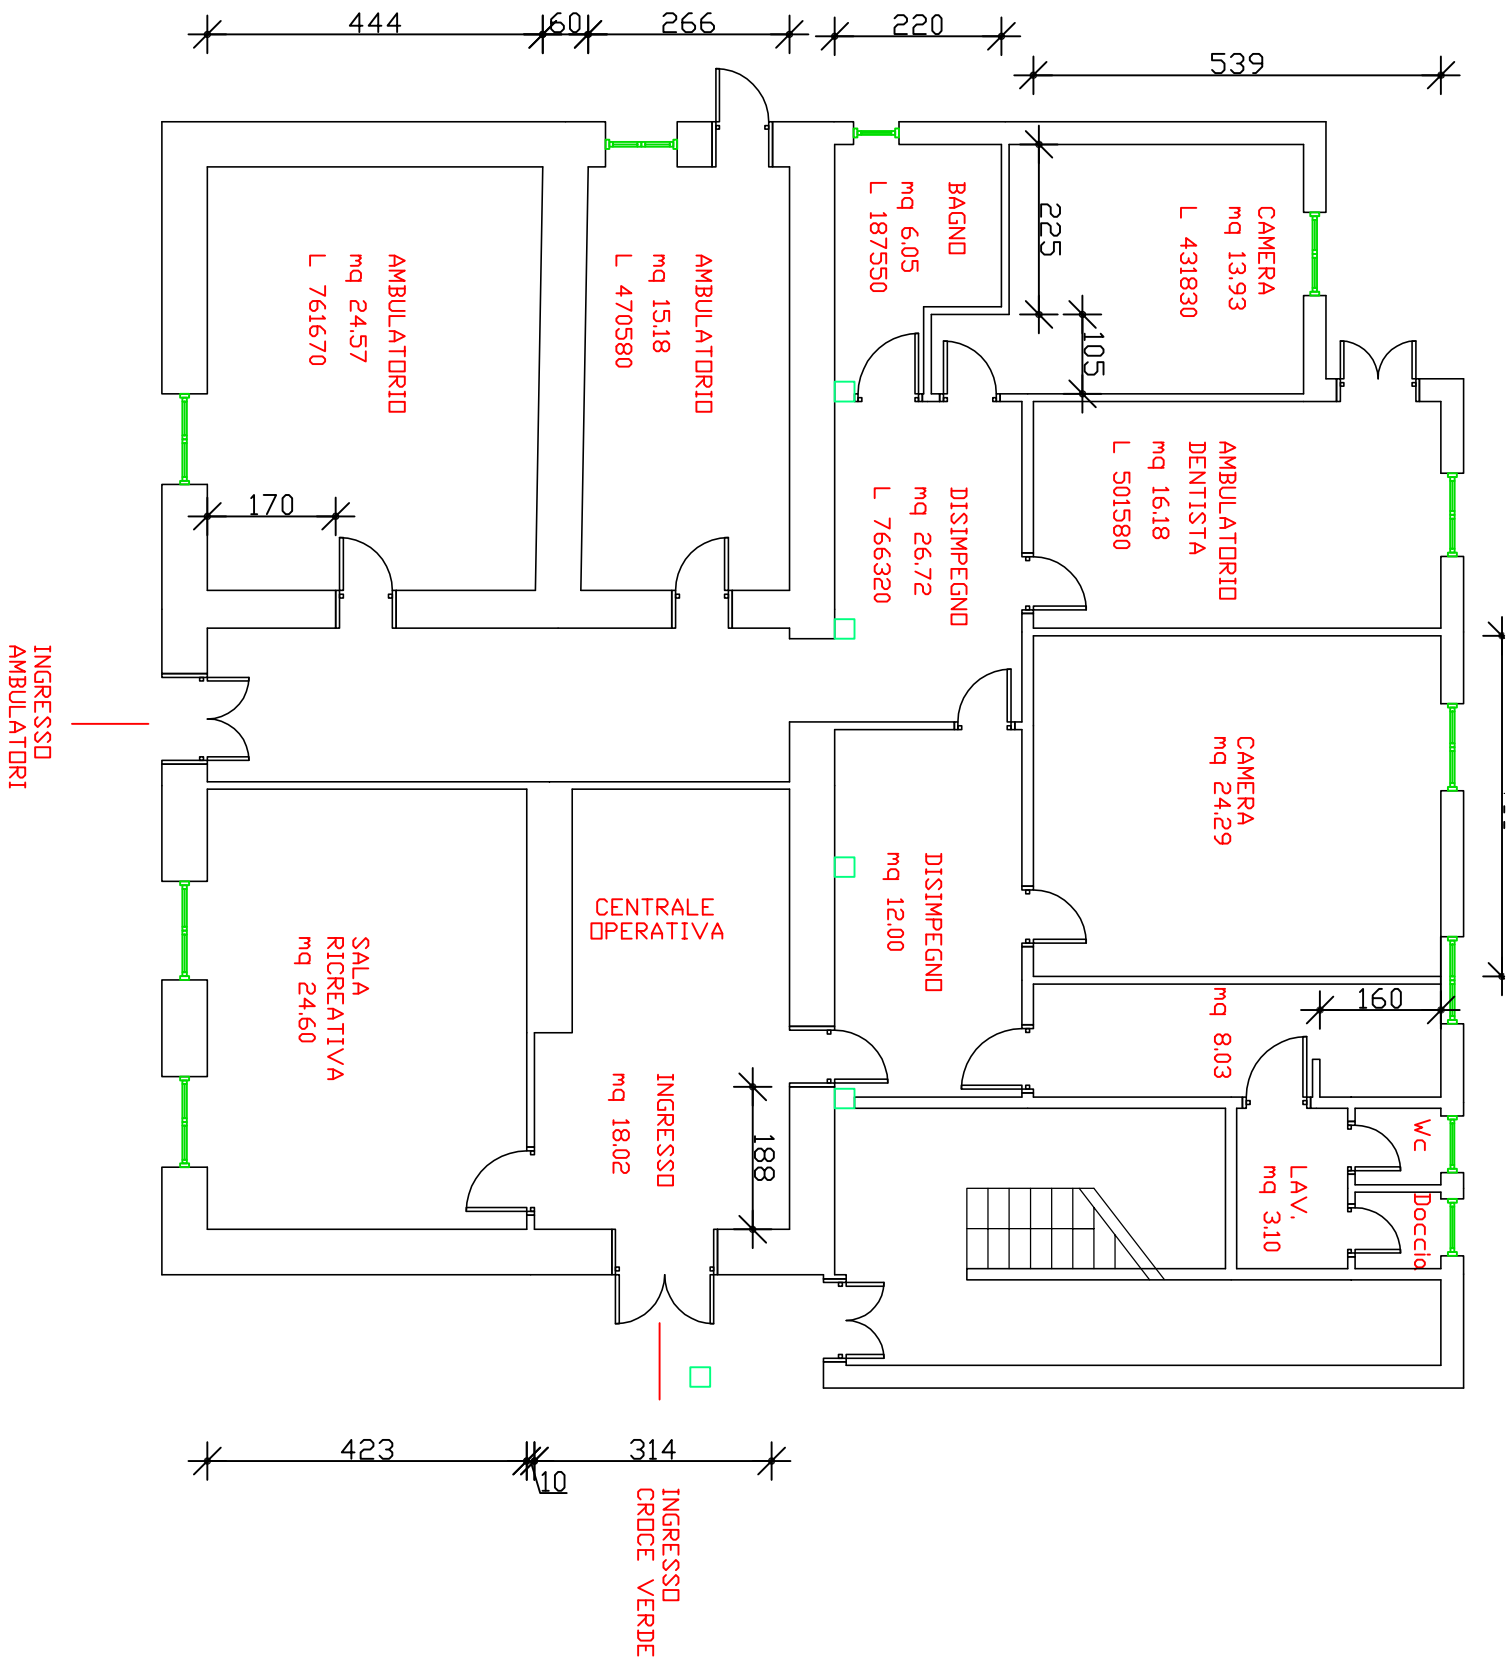 444
60
266
220
539
BAGNO
mq 6.05
L 187550
225
CAMERA
mq 13.93
L 431830
105
AMBULATORIO
mq 24.57
L 761670
AMBULATORIO
mq 15.18
L 470580
170
DISIMPEGNO
mq 26.72
L 766320
AMBULATORIO
DENTISTA
mq 16.18
L 501580
INGRESSO
AMBULATORI
CAMERA
mq 24.29
CENTRALE
OPERATIVA
DISIMPEGNO
mq 12.00
SALA
RICREATIVA
mq 24.60
160
mq 8.03
INGRESSO
mq 18.02
188
Wc
LAV.
mq 3.10
Doccia
423
10
314
INGRESSO
CROCE VERDE